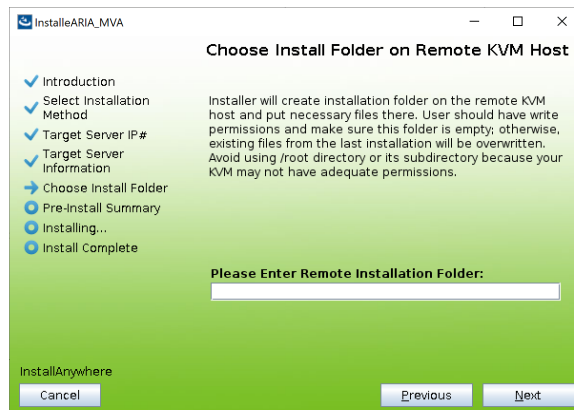 InstalleARIA_MVA
Choose Install Folder on Remote KVM Host
Introduction
Select Installation
Method
Target Server IP#
Target Server
Information
Choose Install Folder
Pre-Install Summary
Installing...
Install Complete
Installer will create installation folder on the remote KVM
host and put necessary files there. User should have write
permissions and make sure this folder is empty; otherwise,
existing files from the last installation will be overwritten.
Avoid using /root directory or its subdirectory because your
KVM may not have adequate permissions.
Please Enter Remote Installation Folder:
InstallAnywhere
Cancel
Previous
Next